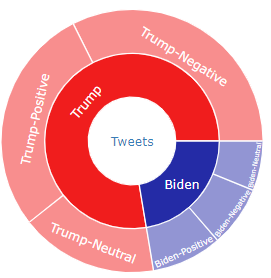 Trump-Negative
Trump-Positive
Trump
Tweets
Biden
Biden-Neutral
Biden-Negative
Biden-Positive
Trump-Neutral